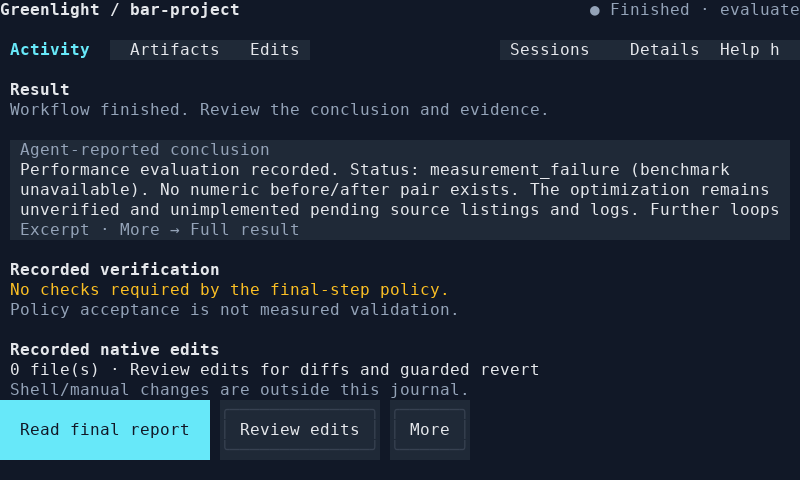 Greenlight / bar-project
● Finished · evaluate
Activity Artifacts Edits Sessions Details Help h
Result
Workflow finished. Review the conclusion and evidence.
Agent-reported conclusion
Performance evaluation recorded. Status: measurement_failure (benchmark
unavailable). No numeric before/after pair exists. The optimization remains
unverified and unimplemented pending source listings and logs. Further loops
Excerpt · More → Full result
Recorded verification
No checks required by the final-step policy.
Policy acceptance is not measured validation.
Recorded native edits
0 file(s) · Review edits for diffs and guarded revert
Shell/manual changes are outside this journal.
Read final report Review edits More